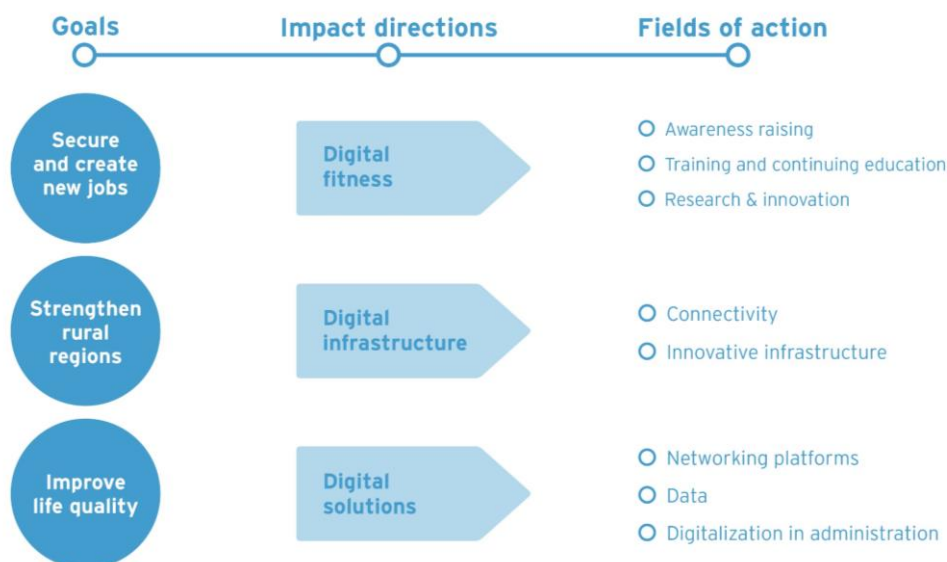 Goals
Impact directions
Fields of action
Secure
and create
new jobs
Digital
fitness
Awareness raising
Training and continuing education
Research & innovation
Strengthen
rural
regions
Digital
infrastructure
Connectivity
Innovative infrastructure
Improve
life quality
Digital
solutions
Networking platforms
Data
Digitalization in administration